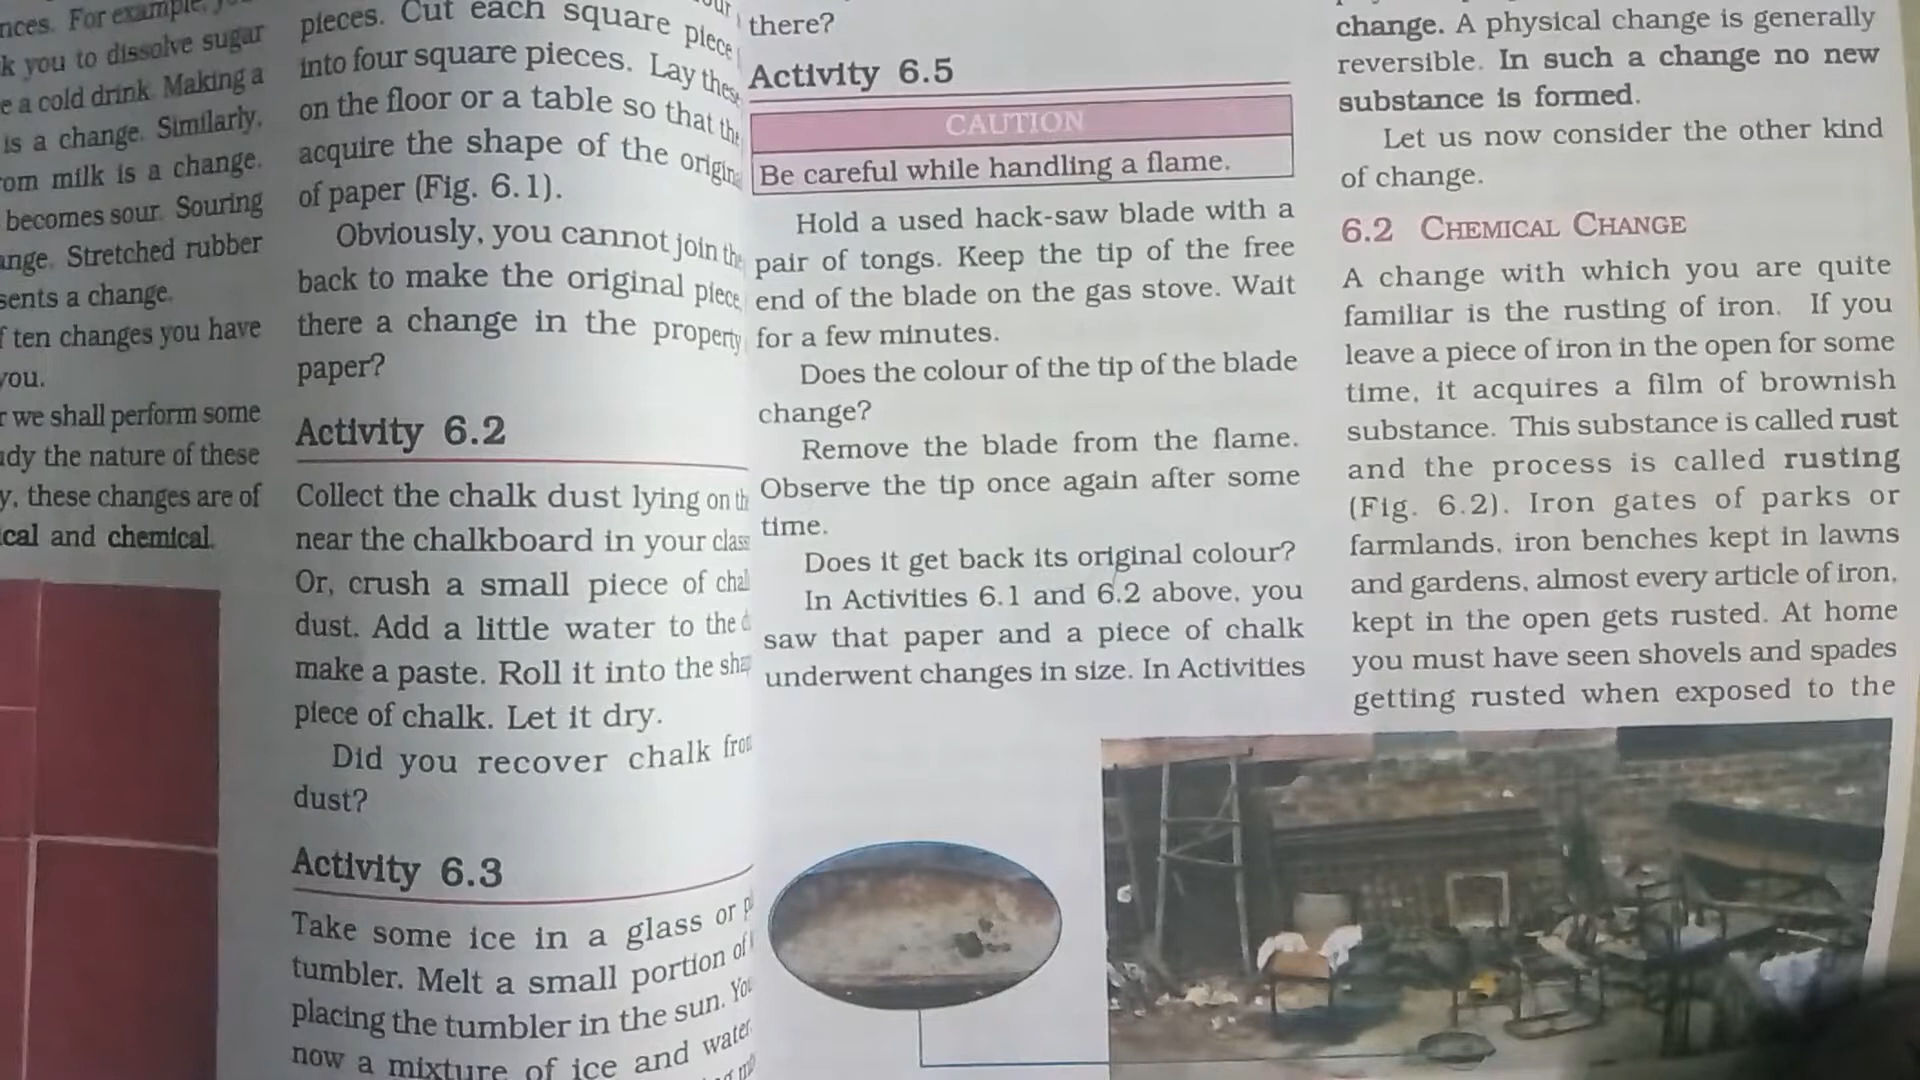 nces. For example,
k you to dissolve sugar
e a cold drink. Making a
is a change. Similarly,
om milk is a change.
becomes sour. Souring
ange. Stretched rubber
sents a change.
f ten changes you have
you.
r we shall perform some
udy the nature of these
y, these changes are of
cal and chemical.
pieces. Cut each square piece
into four square pieces. Lay these
on the floor or a table so that the
acquire the shape of the
of paper (Fig. 6.1).
Obviously, you cannot join the
back to make the original piece.
there a change in the property
paper?
Activity 6.2
Collect the chalk dust lying on th
near the chalkboard in your class
Or, crush a small piece of
dust. Add a little water to the
make a paste. Roll it into the
piece of chalk. Let it dry.
Did you recover chalk from
dust?
Activity 6.3
Take some ice in a glass or
tumbler. Melt a small portion of
placing the tumbler in the sun. You
now a mixture of ice and water.
there?
Activity 6.5
CAUTION
Be careful while handling a flame.
Hold a used hack-saw blade with a
pair of tongs. Keep the tip of the free
end of the blade on the gas stove. Wait
for a few minutes.
Does the colour of the tip of the blade
change?
Remove the blade from the flame.
Observe the tip once again after some
time.
Does it get back its original colour?
In Activities 6.1 and 6.2 above, you
saw that paper and a piece of chalk
underwent changes in size. In Activities
change. A physical change is generally
reversible. In such a change no new
substance is formed.
Let us now consider the other kind
of change.
6.2 CHEMICAL CHANGE
A change with which you are quite
familiar is the rusting of iron. If you
leave a piece of iron in the open for some
time, it acquires a film of brownish
substance. This substance is called rust
and the process is called rusting
(Fig. 6.2). Iron gates of parks or
farmlands, iron benches kept in lawns
and gardens, almost every article of iron,
kept in the open gets rusted. At home
you must have seen shovels and spades
getting rusted when exposed to the